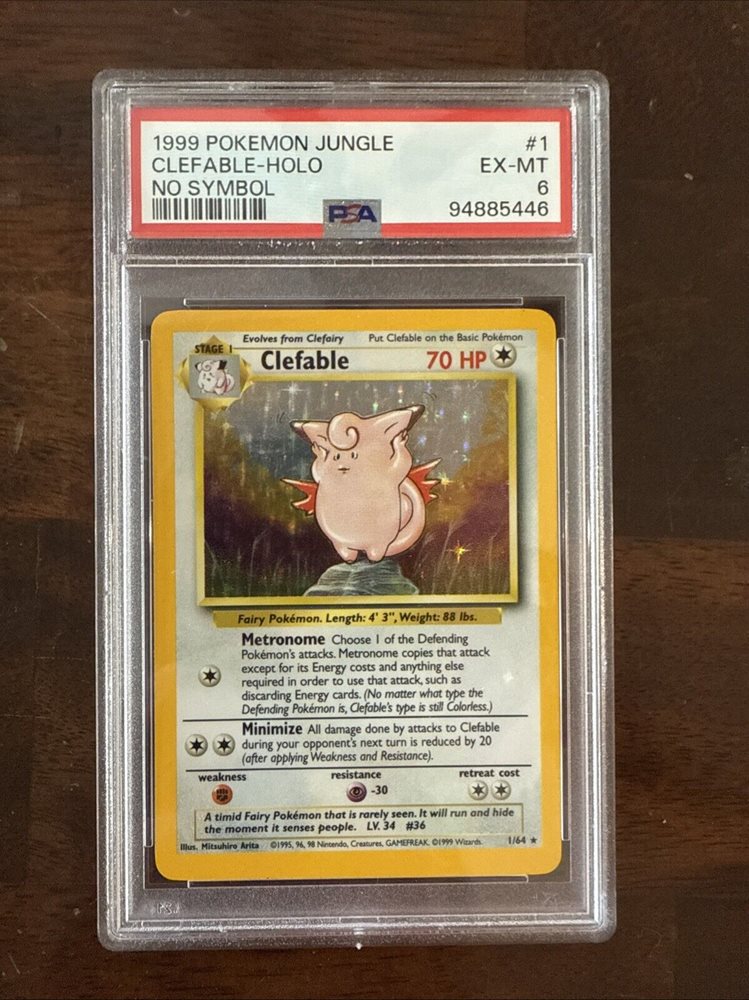 1999 POKEMON JUNGLE #1
CLEFABLE-HOLO EX-MT
NO SYMBOL 6
PSA 94885446
Evolves from Clefairy Put Clefable on the Basic Pokémon
STAGE 1
Clefable 70 HP
Fairy Pokémon. Length: 4' 3", Weight: 88 lbs.
Metronome Choose 1 of the Defending
Pokémon's attacks. Metronome copies that attack
except for its Energy costs and anything else
required in order to use that attack, such as
discarding Energy cards. (No matter what type the
Defending Pokémon is, Clefable's type is still Colorless.)
Minimize All damage done by attacks to Clefable
during your opponent's next turn is reduced by 20
(after applying Weakness and Resistance).
weakness resistance retreat cost
-30
A timid Fairy Pokémon that is rarely seen. It will run and hide
the moment it senses people. LV. 34 #36
Illus. Mitsuhiro Arita ©1995, 96, 98 Nintendo, Creatures, GAMEFREAK. ©1999 Wizards. 1/64 ★